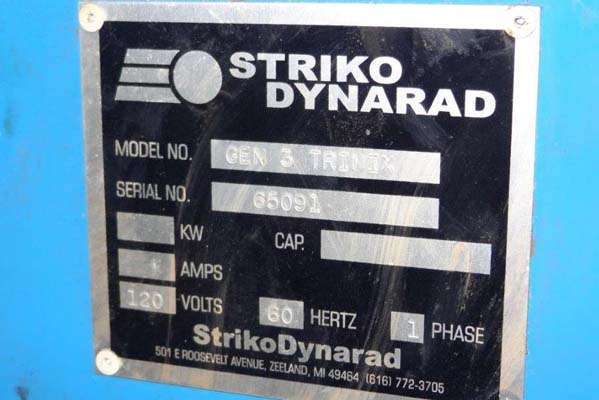 STRIKO
DYNARAD
MODEL NO. GEN 3 TRIMIX
SERIAL NO. 65091
KW CAP.
AMPS
120 VOLTS 60 HERTZ 1 PHASE
StrikoDynarad
501 E ROOSEVELT AVENUE, ZEELAND, MI 49464 (616) 772-3705